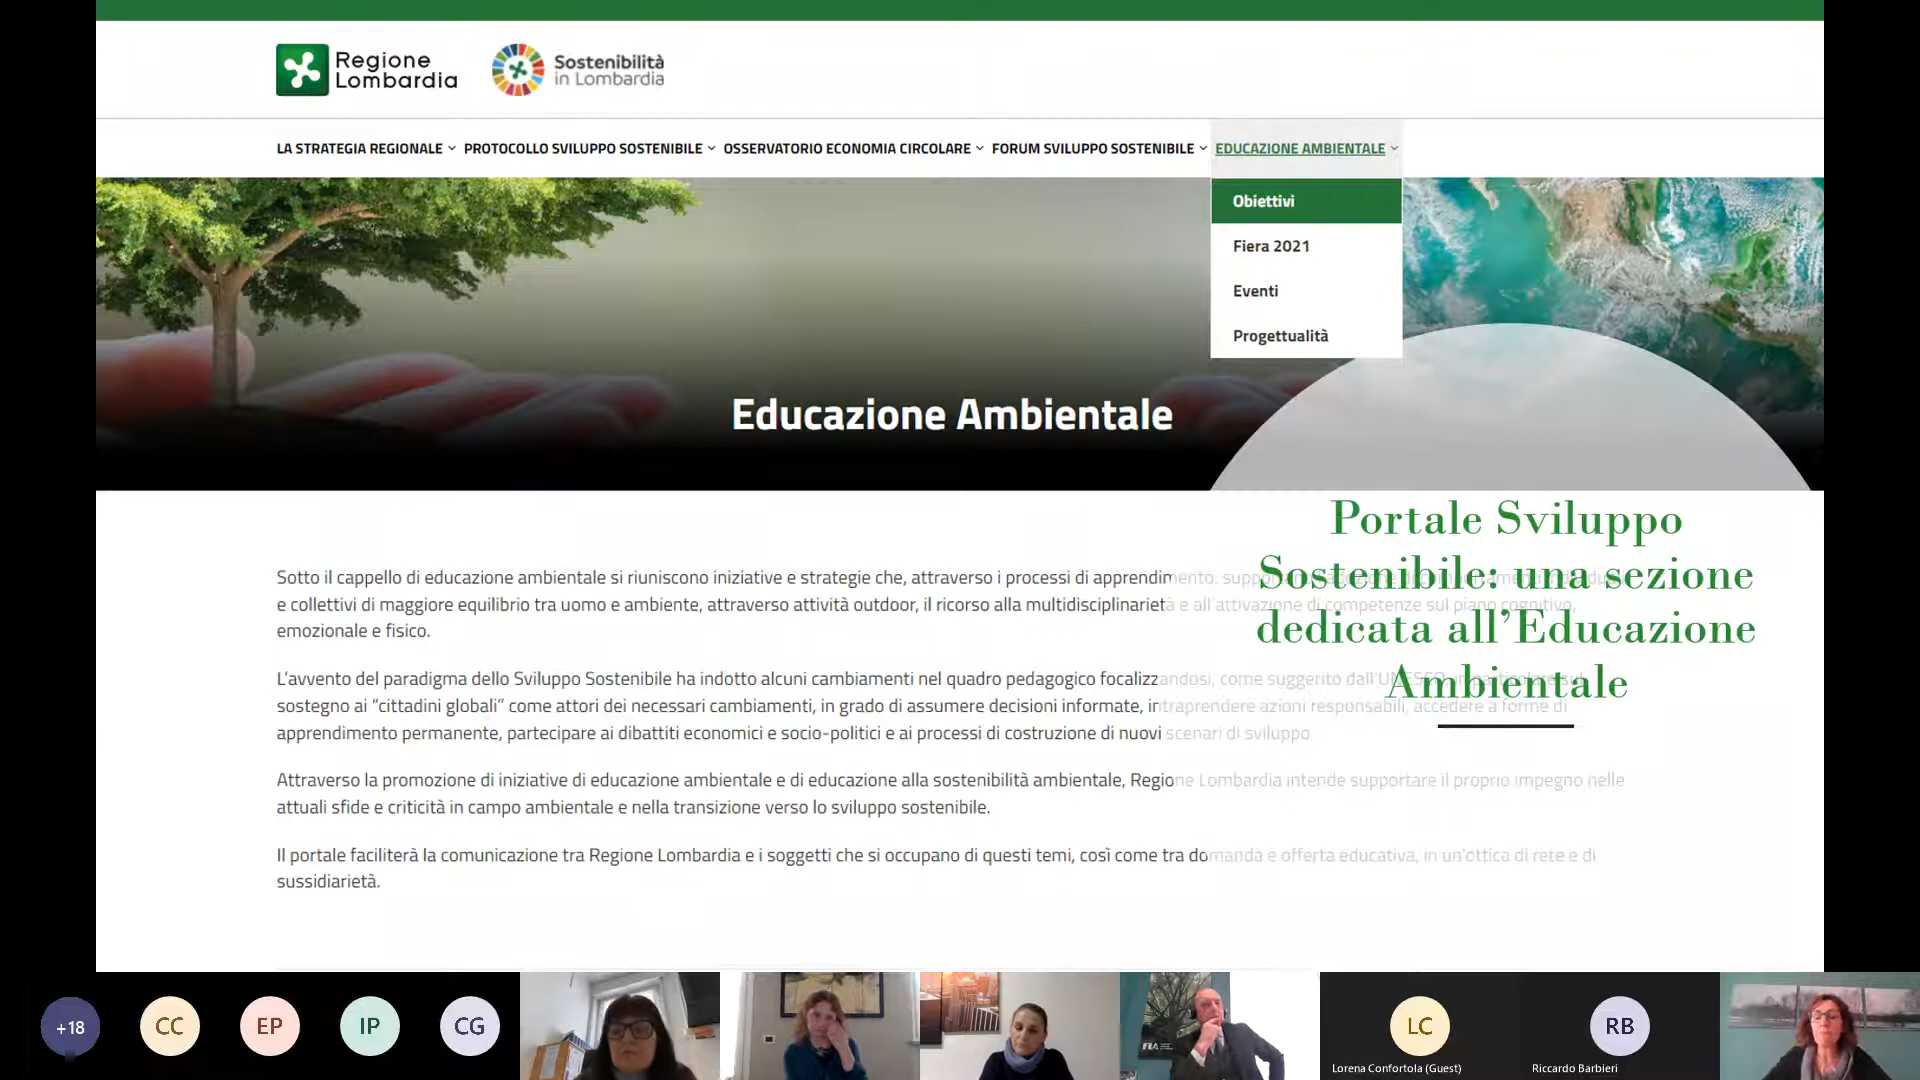 Regione
Lombardia
Sostenibilità
in Lombardia
LA STRATEGIA REGIONALE PROTOCOLLO SVILUPPO SOSTENIBILE OSSERVATORIO ECONOMIA CIRCOLARE FORUM SVILUPPO SOSTENIBILE EDUCAZIONE AMBIENTALE
Obiettivi
Fiera 2021
Eventi
Progettualità
Educazione Ambientale
Portale Sviluppo
Sostenibile: una sezione
dedicata all’Educazione
Ambientale
Sotto il cappello di educazione ambientale si riuniscono iniziative e strategie che, attraverso i processi di apprendimento,
e collettivi di maggiore equilibrio tra uomo e ambiente, attraverso attività outdoor, il ricorso alla multidisciplinarietà e all'attivazione di competenze sul piano cognitivo,
emozionale e fisico.
L’avvento del paradigma dello Sviluppo Sostenibile ha indotto alcuni cambiamenti nel quadro pedagogico focalizzandosi, come suggerito dall'UNESCO, in particolare sul
sostegno ai “cittadini globali” come attori dei necessari cambiamenti, in grado di assumere decisioni informate, intraprendere azioni responsabili, accedere a forme di
apprendimento permanente, partecipare ai dibattiti economici e socio-politici e ai processi di costruzione di nuovi scenari di sviluppo.
Attraverso la promozione di iniziative di educazione ambientale e di educazione alla sostenibilità ambientale, Regione Lombardia intende supportare il proprio impegno nelle
attuali sfide e criticità in campo ambientale e nella transizione verso lo sviluppo sostenibile.
Il portale faciliterà la comunicazione tra Regione Lombardia e i soggetti che si occupano di questi temi, così come tra domanda e offerta educativa, in un'ottica di rete e di
sussidiarietà.
+18
CC
EP
IP
CG
FLA
LC
Lorena Confortola (Guest)
RB
Riccardo Barbieri